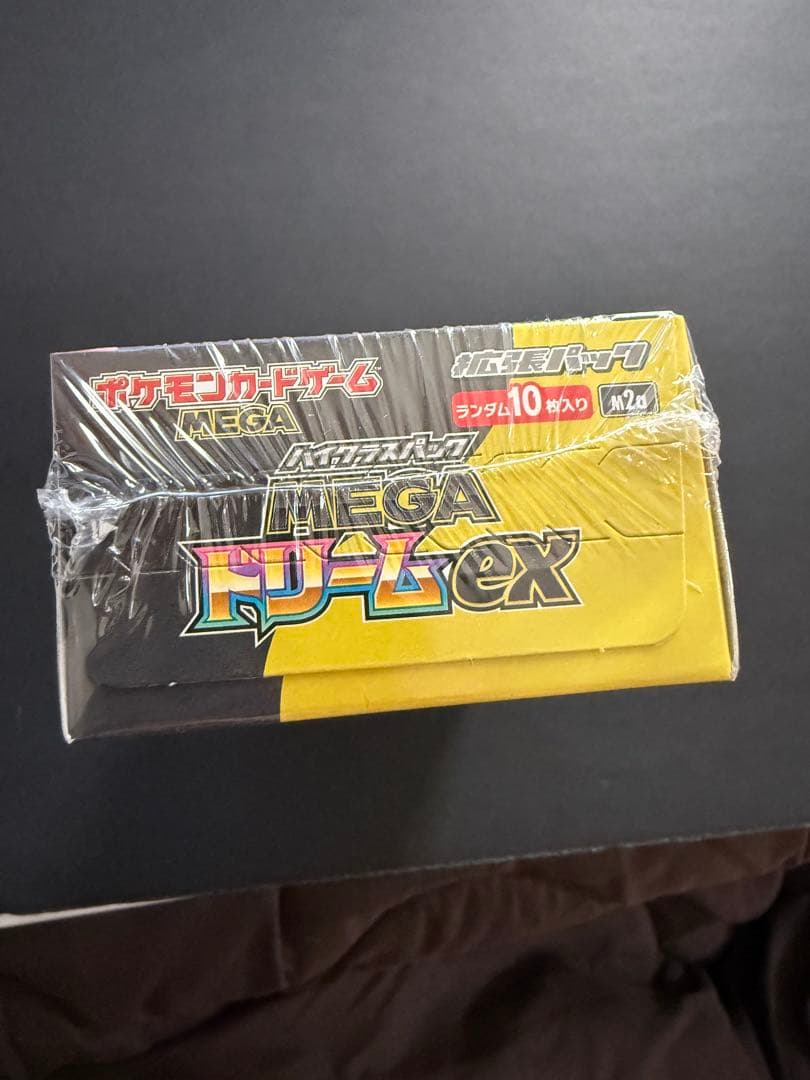 ポケモンカードゲーム
MEGA
拡張パック
ランダム10枚入り
M2a
ハイクラスパック
MEGA
ドリームex